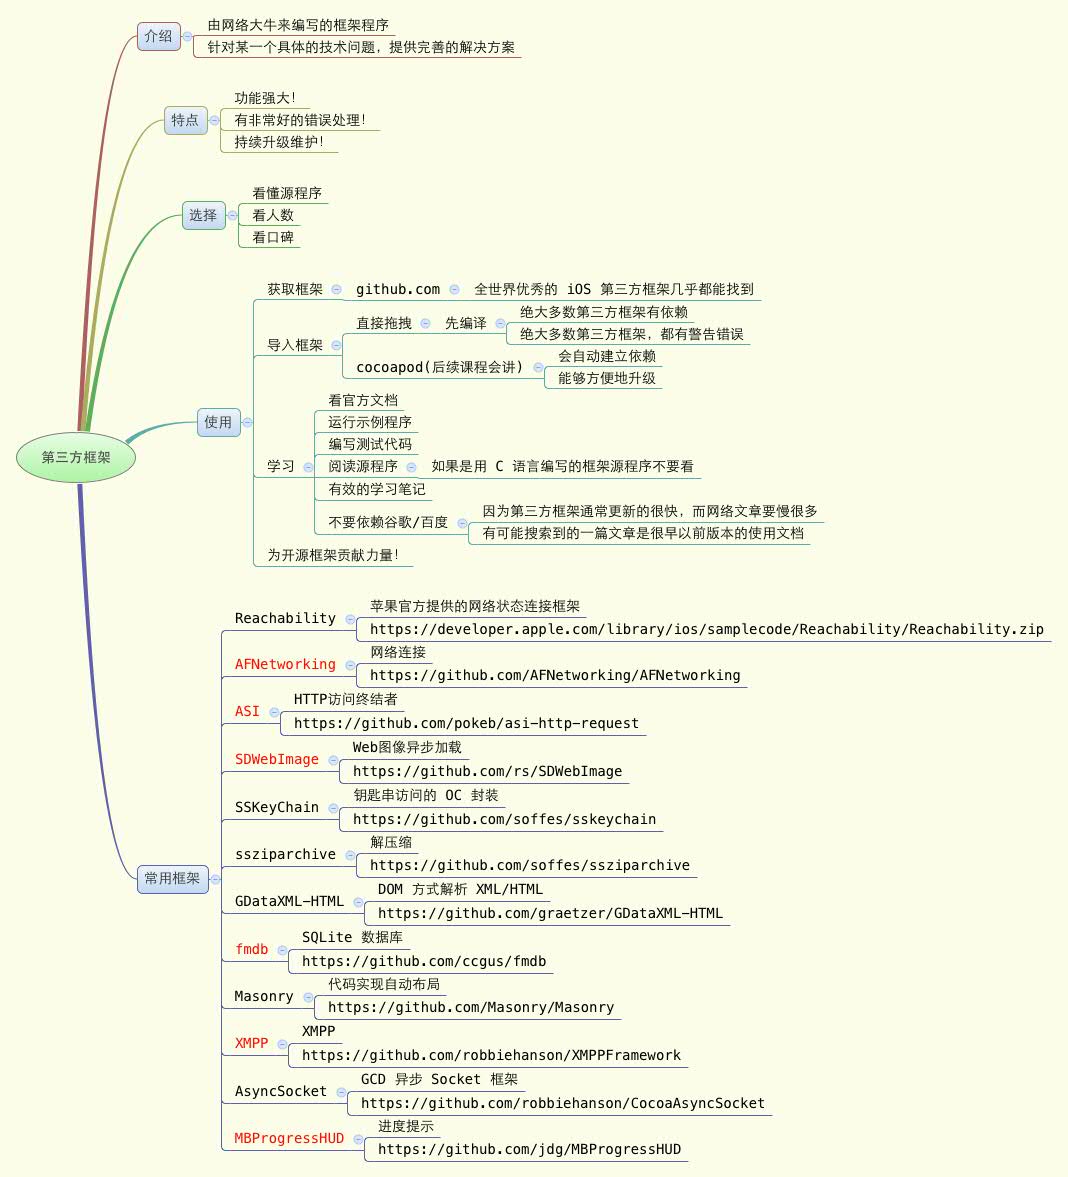 第三方框架
介绍
由网络大牛来编写的框架程序
针对某一个具体的技术问题，提供完善的解决方案
特点
功能强大！
有非常好的错误处理！
持续升级维护！
选择
看懂源程序
看人数
看口碑
使用
获取框架
github.com
全世界优秀的 iOS 第三方框架几乎都能找到
导入框架
直接拖拽
先编译
绝大多数第三方框架有依赖
绝大多数第三方框架，都有警告错误
cocoapod(后续课程会讲)
会自动建立依赖
能够方便地升级
学习
看官方文档
运行示例程序
编写测试代码
阅读源程序
如果是用 C 语言编写的框架源程序不要看
有效的学习笔记
不要依赖谷歌/百度
因为第三方框架通常更新的很快，而网络文章要慢很多
有可能搜索到的一篇文章是很早以前版本的使用文档
为开源框架贡献力量！
常用框架
Reachability
苹果官方提供的网络状态连接框架
https://developer.apple.com/library/ios/samplecode/Reachability/Reachability.zip
AFNetworking
网络连接
https://github.com/AFNetworking/AFNetworking
ASI
HTTP访问终结者
https://github.com/pokeb/asi-http-request
SDWebImage
Web图像异步加载
https://github.com/rs/SDWebImage
SSKeyChain
钥匙串访问的 OC 封装
https://github.com/soffes/sskeychain
ssziparchive
解压缩
https://github.com/soffes/ssziparchive
GDataXML-HTML
DOM 方式解析 XML/HTML
https://github.com/graetzer/GDataXML-HTML
fmdb
SQLite 数据库
https://github.com/ccgus/fmdb
Masonry
代码实现自动布局
https://github.com/Masonry/Masonry
XMPP
XMPP
https://github.com/robbiehanson/XMPPFramework
AsyncSocket
GCD 异步 Socket 框架
https://github.com/robbiehanson/CocoaAsyncSocket
MBProgressHUD
进度提示
https://github.com/jdg/MBProgressHUD